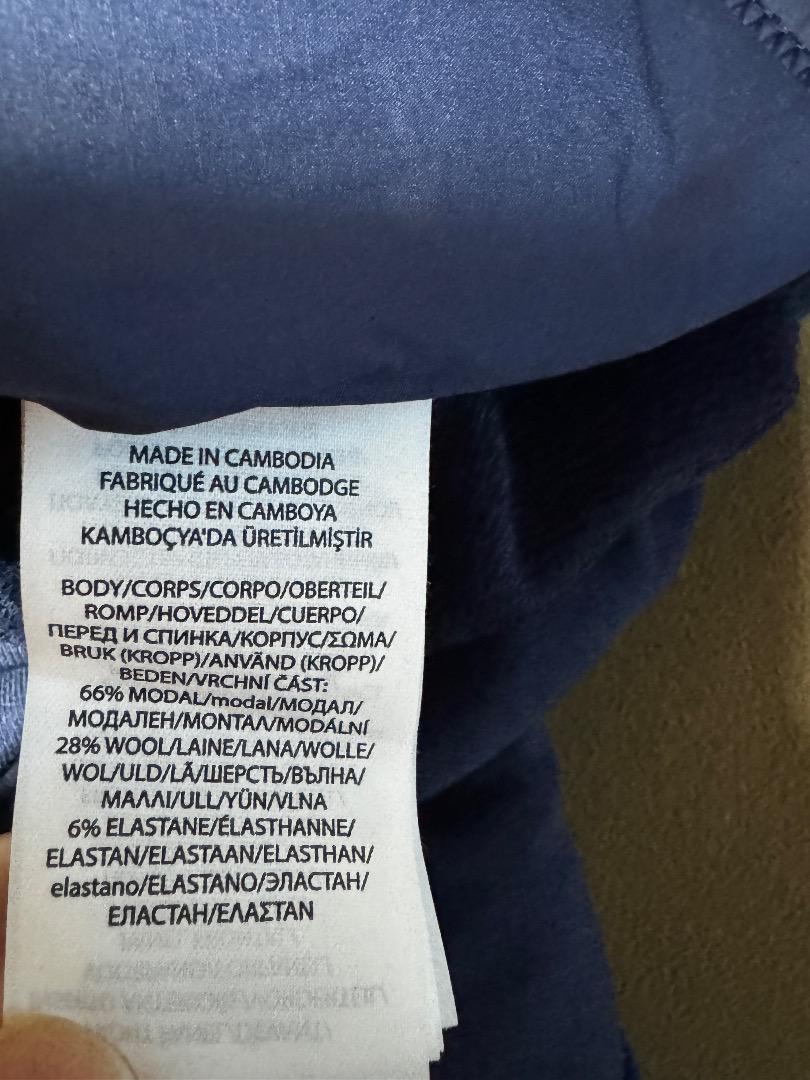 MADE IN CAMBODIA
FABRIQUÉ AU CAMBODGE
HECHO EN CAMBOYA
KAMBOÇYA'DA ÜRETİLMİŞTİR
BODY/CORPS/CORPO/OBERTEIL/
ROMP/HOVEDDEL/CUERPO/
ПЕРЕД И СПИНКА/КОРПУС/ΣΩΜΑ/
BRUK (KROPP)/ANVÄND (KROPP)/
BEDEN/VRCHNÍ ČÁST:
66% MODAL/modal/МОДАЛ/
МОДАЛЕН/ΜΟΝΤΑΛ/MODÁLNÍ
28% WOOL/LAINE/LANA/WOLLE/
WOL/ULD/LÃ/ШЕРСТЬ/ВЪЛНА/
ΜΑΛΛΙ/ULL/YÜN/VLNA
6% ELASTANE/ÉLASTHANNE/
ELASTAN/ELASTAAN/ELASTHAN/
elastano/ELASTANO/ЭЛАСТАН/
ЕЛАСТАН/ΕΛΑΣΤΑΝ